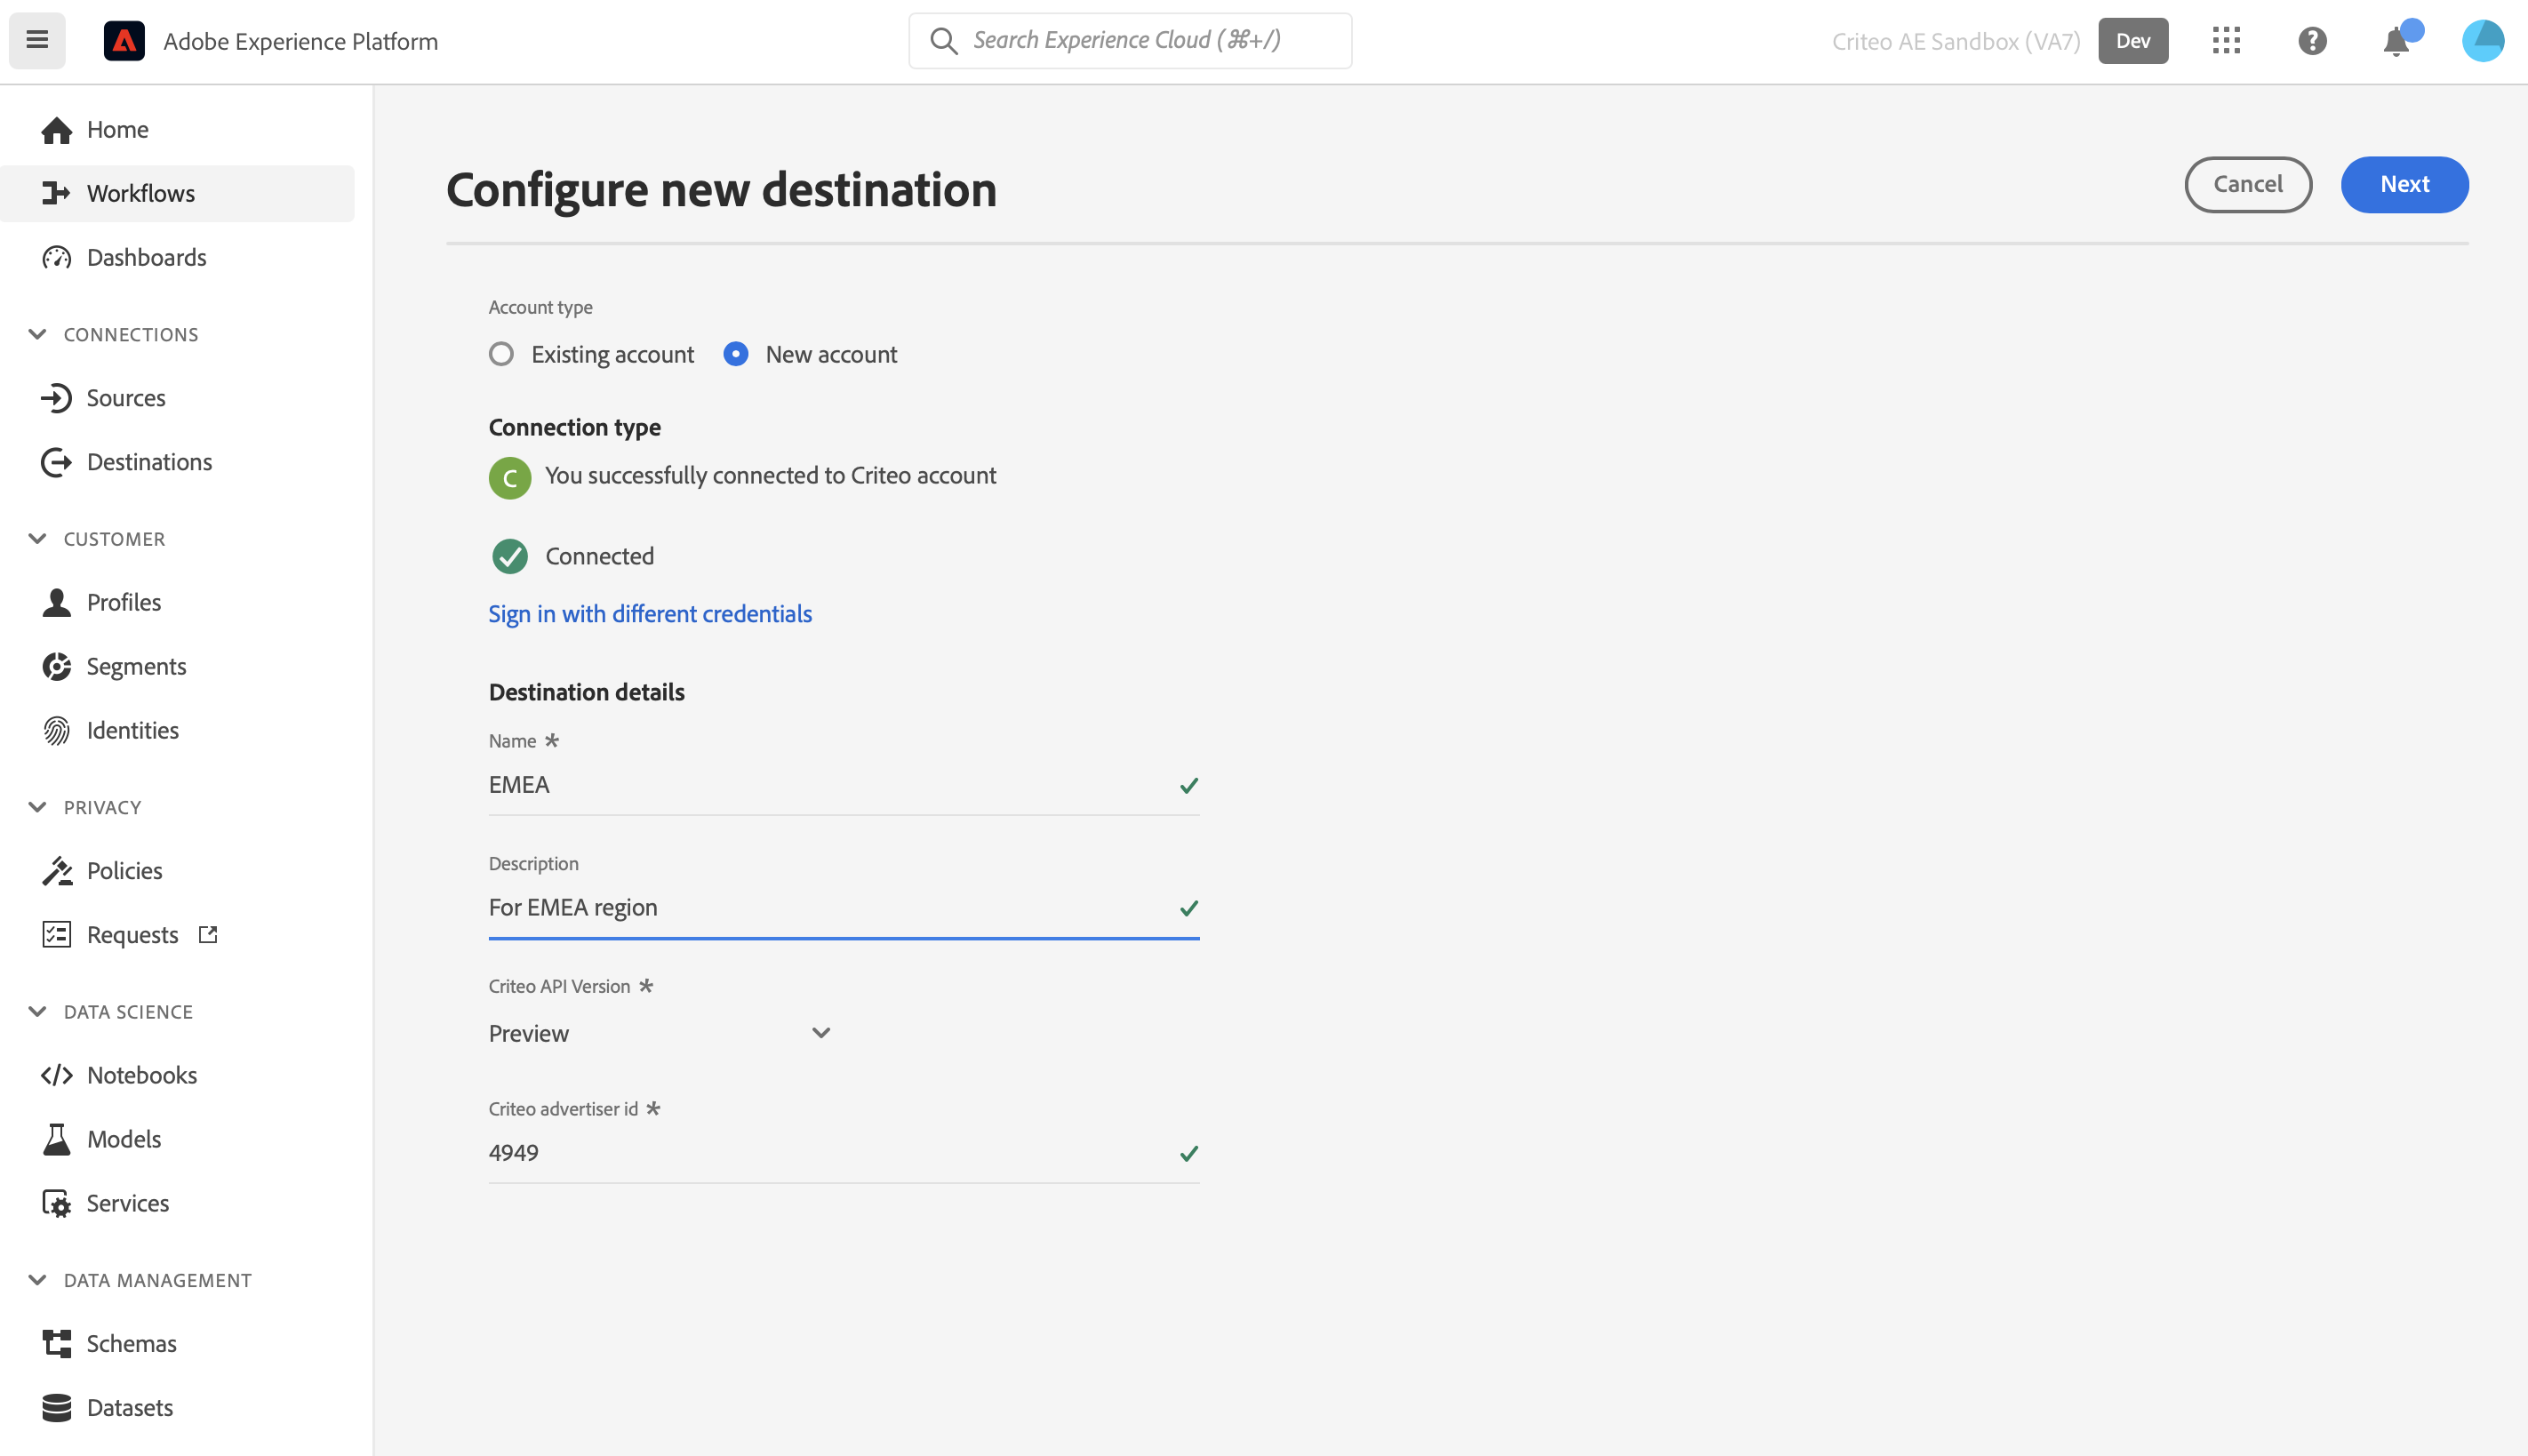 Adobe Experience Platform
Search Experience Cloud (⌘+/)
Criteo AE Sandbox (VA7)
Dev
Home
Workflows
Dashboards
CONNECTIONS
Sources
Destinations
CUSTOMER
Profiles
Segments
Identities
PRIVACY
Policies
Requests
DATA SCIENCE
Notebooks
Models
Services
DATA MANAGEMENT
Schemas
Datasets
Configure new destination
Cancel
Next
Account type
Existing account
New account
Connection type
C You successfully connected to Criteo account
Connected
Sign in with different credentials
Destination details
Name *
EMEA
Description
For EMEA region
Criteo API Version *
Preview
Criteo advertiser id *
4949